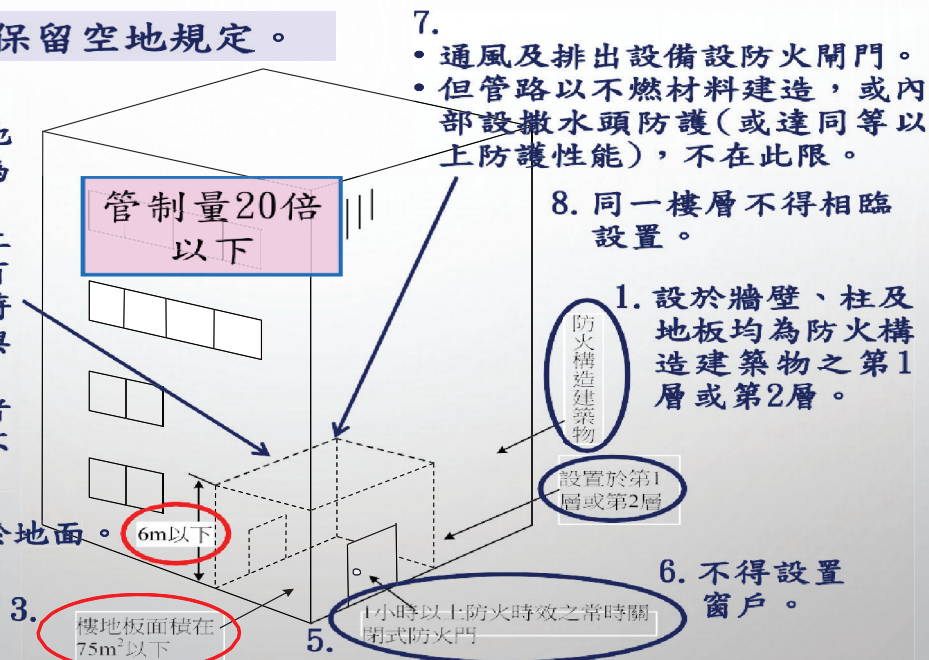 保留空地規定。
7.
• 通風及排出設備設防火閘門。
• 但管路以不燃材料建造，或內
部設撒水頭防護(或達同等以
上防護性能)，不在此限。
管制量20倍
以下
8. 同一樓層不得相臨
設置。
1. 設於牆壁、柱及
地板均為防火構
造建築物之第1
層或第2層。
防火構造建築物
設置於第1
層或第2層
地面。
6m以下
6. 不得設置
窗戶。
3.
樓地板面積在
75m²以下
5.
1小時以上防火時效之常時關
閉式防火門